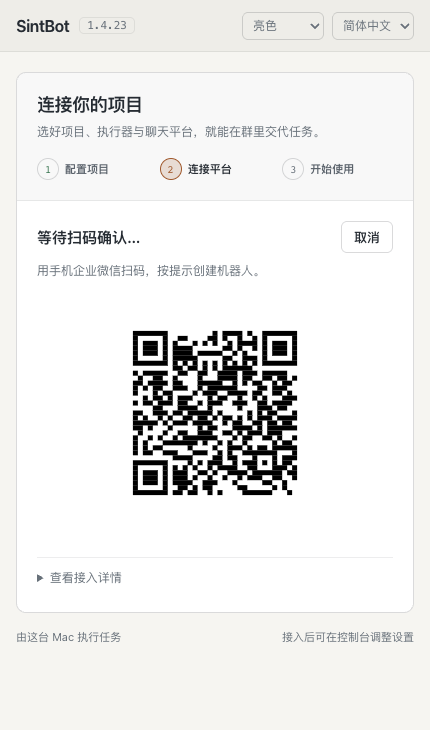 SintBot 1.4.23 亮色 简体中文
连接你的项目
选好项目、执行器与聊天平台，就能在群里交代任务。
1 配置项目 2 连接平台 3 开始使用
等待扫码确认... 取消
用手机企业微信扫码，按提示创建机器人。
查看接入详情
由这台 Mac 执行任务 接入后可在控制台调整设置